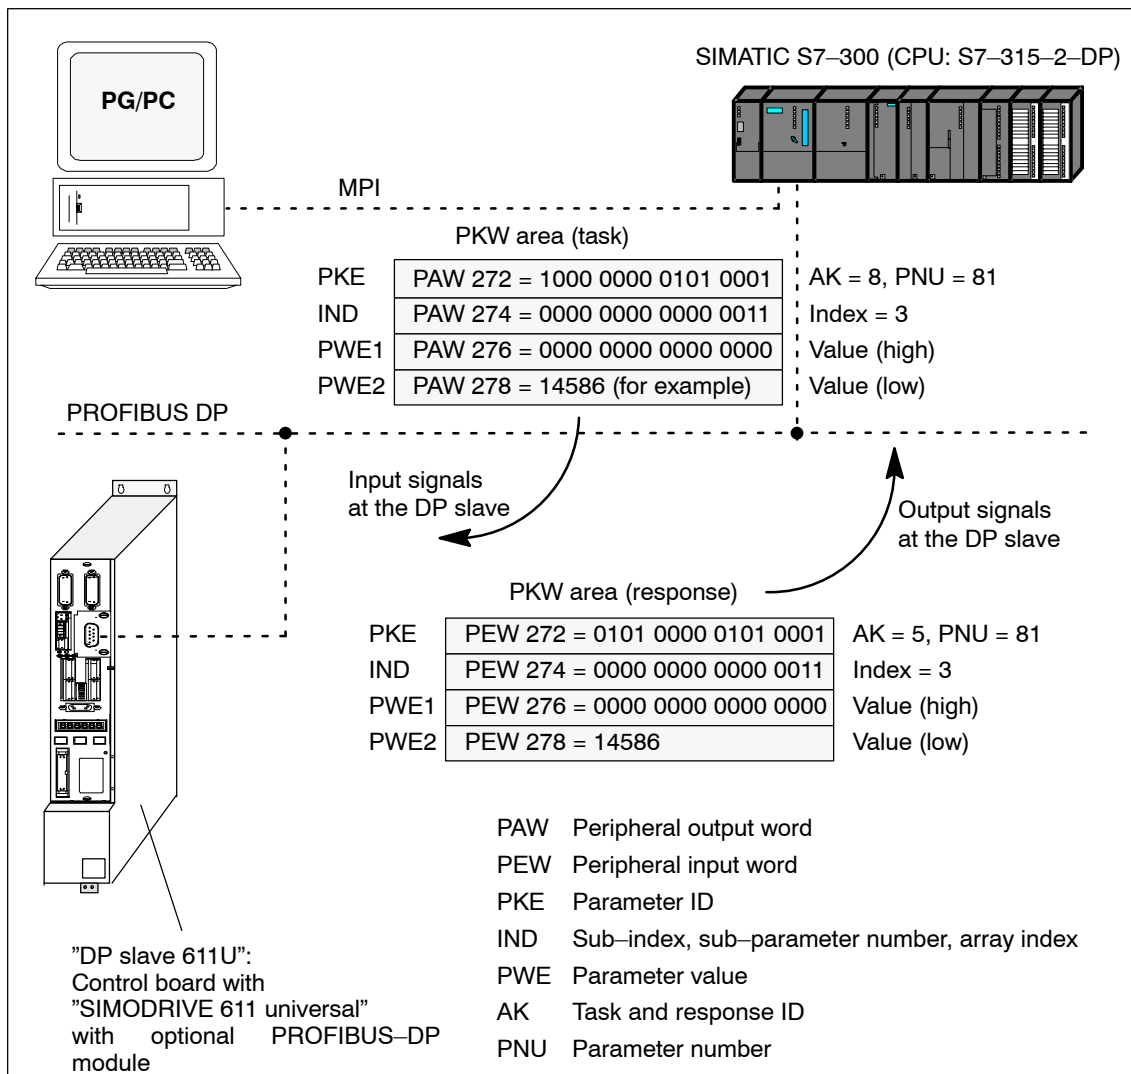 SIMATIC S7–300 (CPU: S7–315–2–DP)
PG/PC
MPI
PKW area (task)
PKE PAW 272 = 1000 0000 0101 0001 AK = 8, PNU = 81
IND PAW 274 = 0000 0000 0000 0011 Index = 3
PWE1 PAW 276 = 0000 0000 0000 0000 Value (high)
PWE2 PAW 278 = 14586 (for example) Value (low)
PROFIBUS DP
Input signals
at the DP slave
Output signals
at the DP slave
PKW area (response)
PKE PEW 272 = 0101 0000 0101 0001 AK = 5, PNU = 81
IND PEW 274 = 0000 0000 0000 0011 Index = 3
PWE1 PEW 276 = 0000 0000 0000 0000 Value (high)
PWE2 PEW 278 = 14586 Value (low)
PAW Peripheral output word
PEW Peripheral input word
PKE Parameter ID
IND Sub–index, sub–parameter number, array index
PWE Parameter value
AK Task and response ID
PNU Parameter number
”DP slave 611U”:
Control board with
”SIMODRIVE 611 universal”
with optional PROFIBUS–DP
module